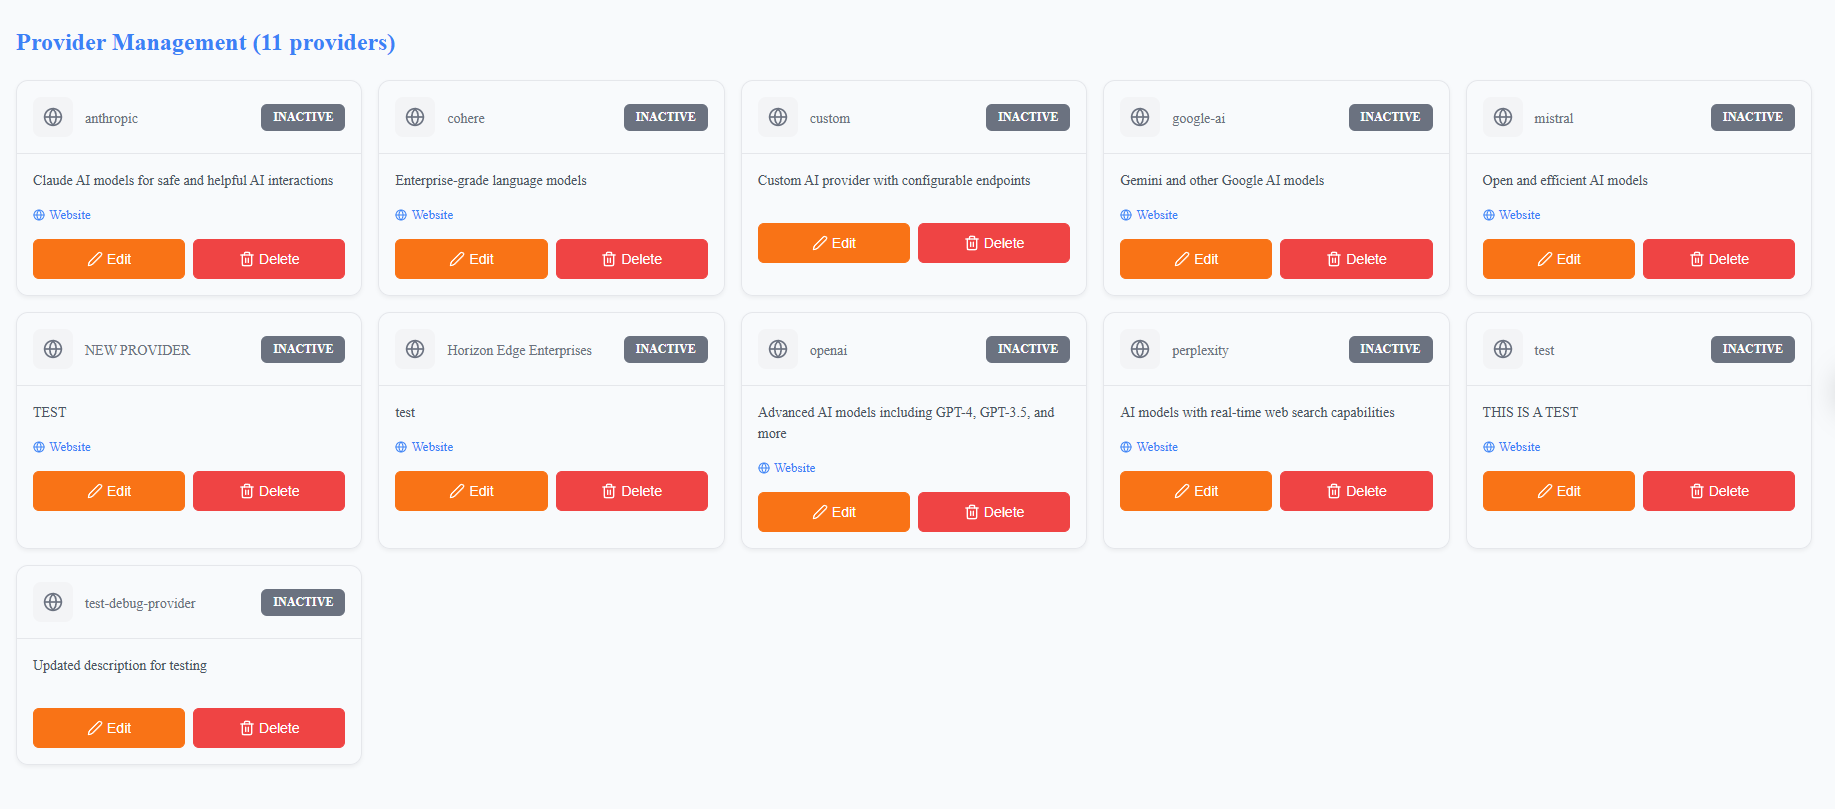 Provider Management (11 providers)
anthropic INACTIVE
Claude AI models for safe and helpful AI interactions
Website
Edit Delete
cohere INACTIVE
Enterprise-grade language models
Website
Edit Delete
custom INACTIVE
Custom AI provider with configurable endpoints
Edit Delete
google-ai INACTIVE
Gemini and other Google AI models
Website
Edit Delete
mistral INACTIVE
Open and efficient AI models
Website
Edit Delete
NEW PROVIDER INACTIVE
TEST
Website
Edit Delete
Horizon Edge Enterprises INACTIVE
test
Website
Edit Delete
openai INACTIVE
Advanced AI models including GPT-4, GPT-3.5, and
more
Website
Edit Delete
perplexity INACTIVE
AI models with real-time web search capabilities
Website
Edit Delete
test INACTIVE
THIS IS A TEST
Website
Edit Delete
test-debug-provider INACTIVE
Updated description for testing
Edit Delete